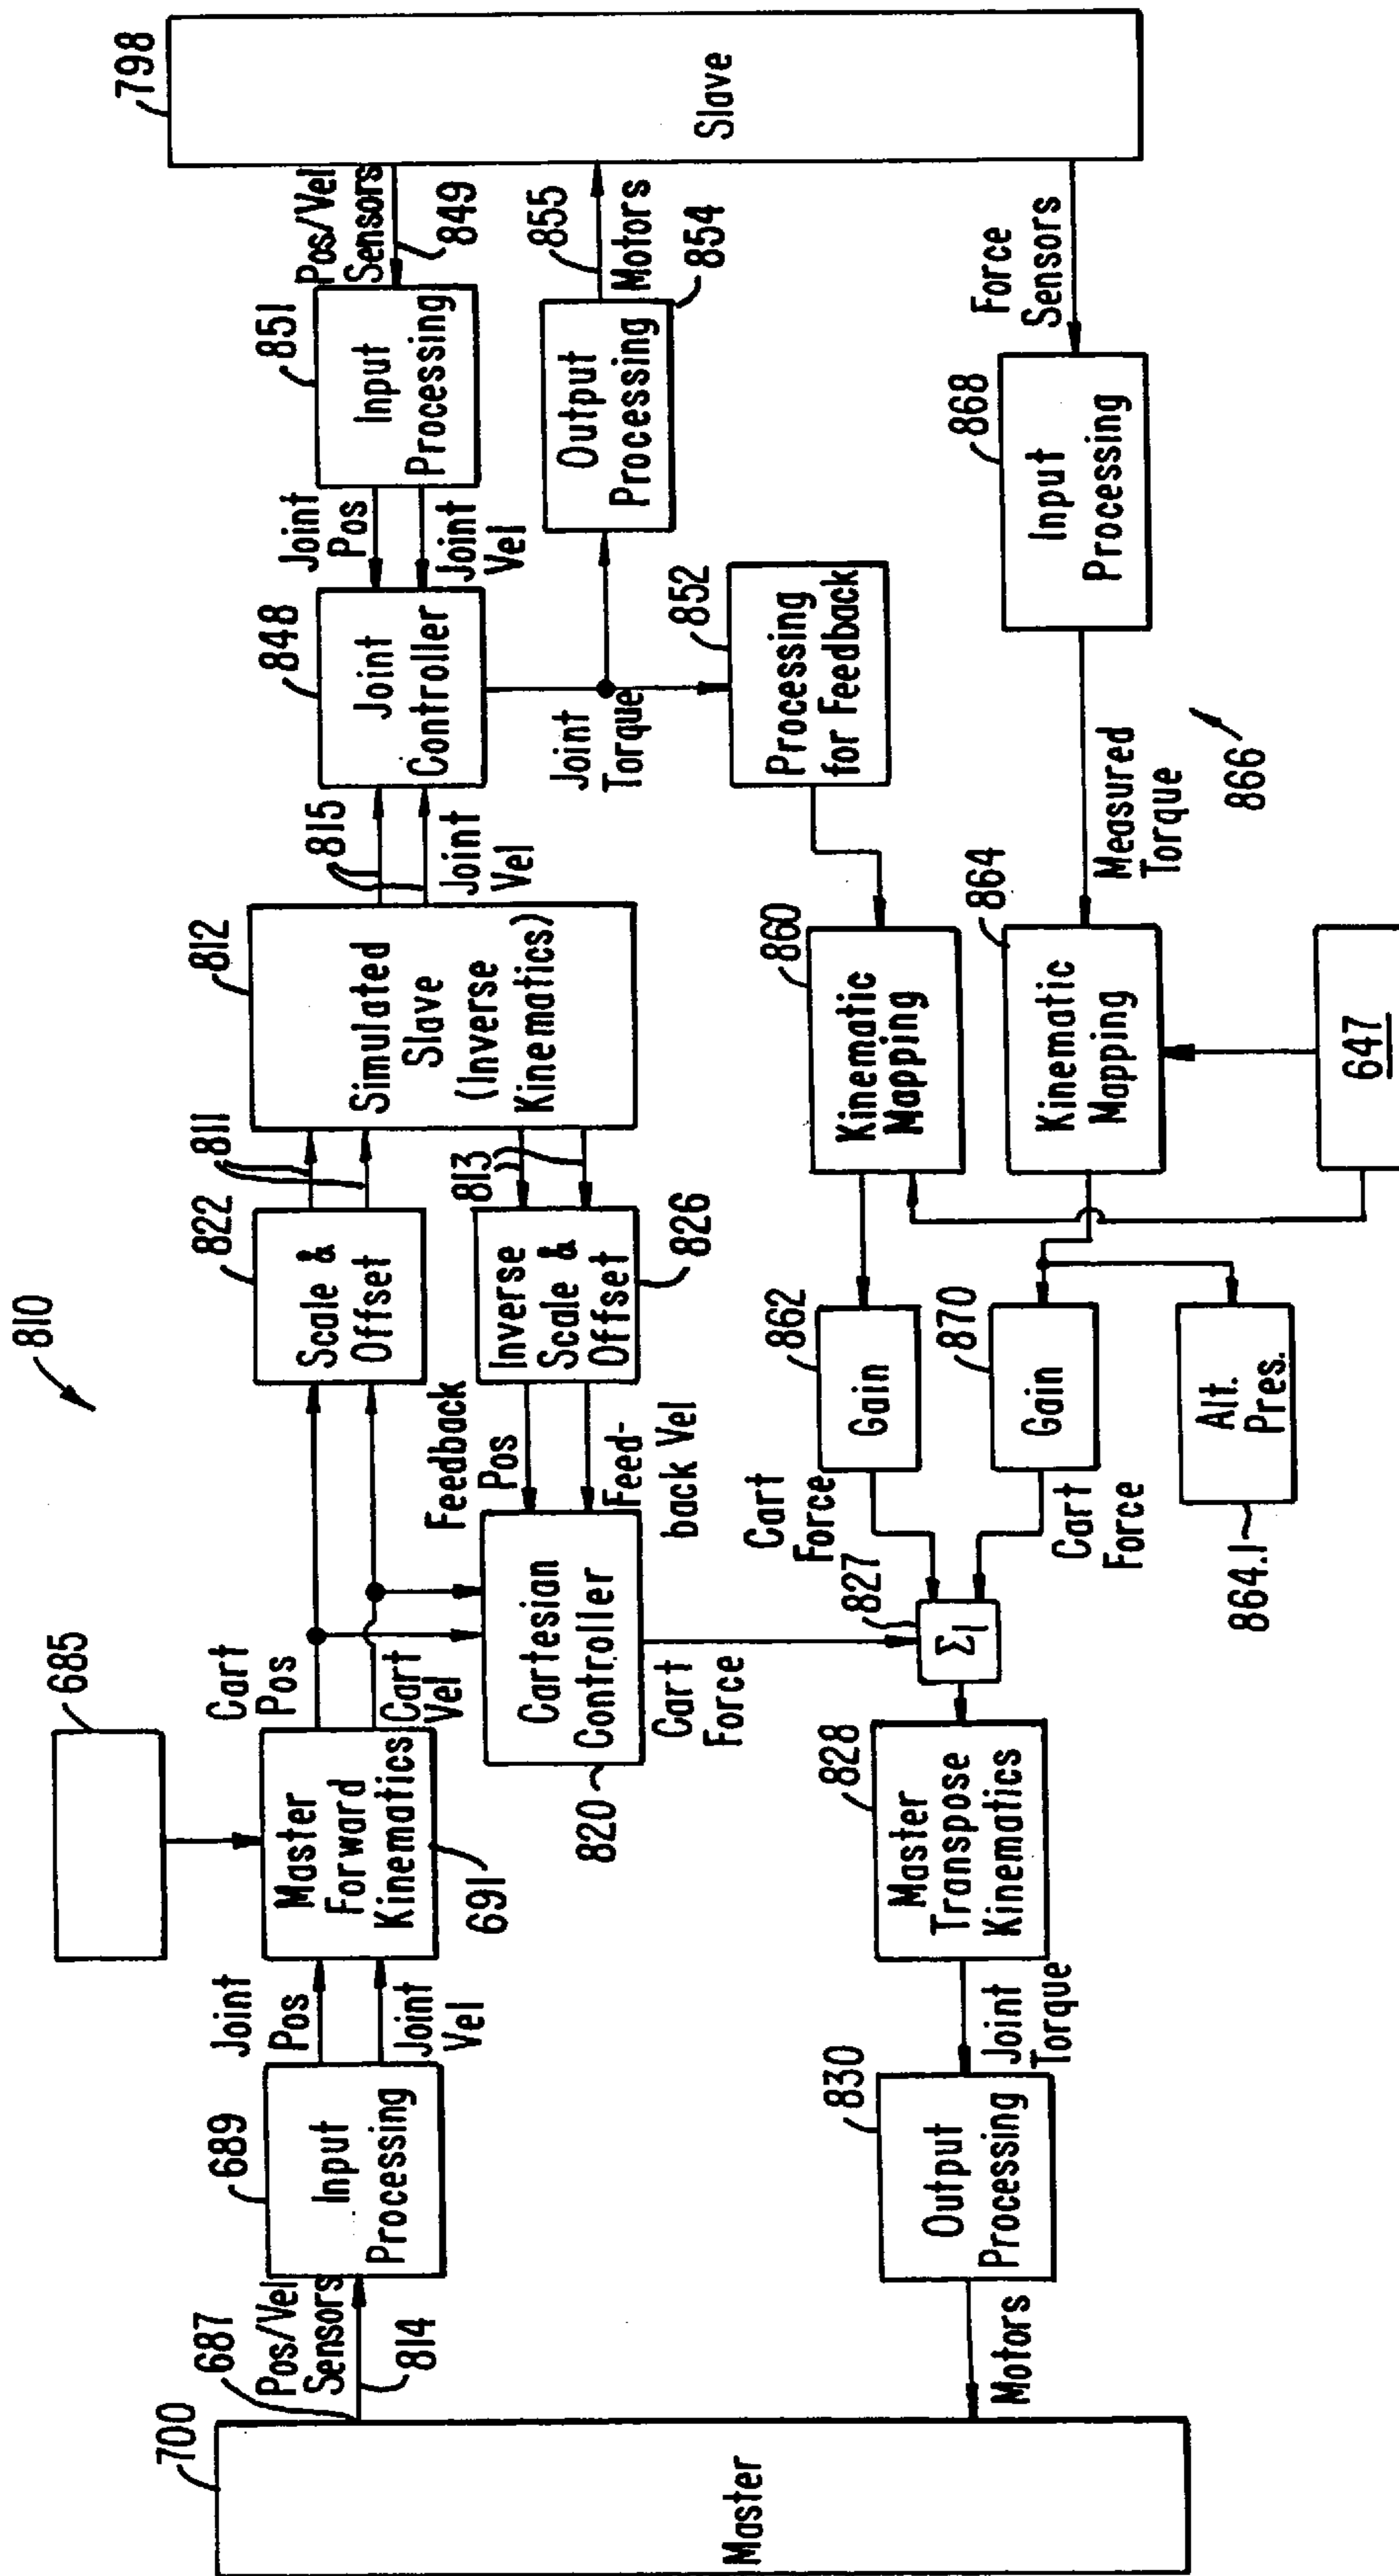 810
700
Master
687
Pos/Vel
Sensors
814
689
Input
Processing
Joint
Pos
Joint
Vel
685
Master
Forward
Kinematics
691
Cart
Pos
Cart
Vel
822
Scale &
Offset
811
812
Simulated
Slave
(Inverse
Kinematics)
815
Joint
Vel
848
Joint
Controller
Joint
Pos
Joint
Vel
851
Input
Processing
Pos/Vel
Sensors
849
798
Slave
Cartesian
Controller
820
Cart
Force
Feedback
Pos
Feed-
back Vel
Inverse
Scale &
Offset
826
813
Joint
Torque
Output
Processing
854
855
Motors
852
Processing
for Feedback
860
Kinematic
Mapping
862
Gain
Cart
Force
827
Σ1
828
Master
Transpose
Kinematics
Joint
Torque
830
Output
Processing
Motors
Force
Sensors
868
Input
Processing
Measured
Torque
866
864
Kinematic
Mapping
647
870
Gain
Cart
Force
Alt.
Pres.
864.1